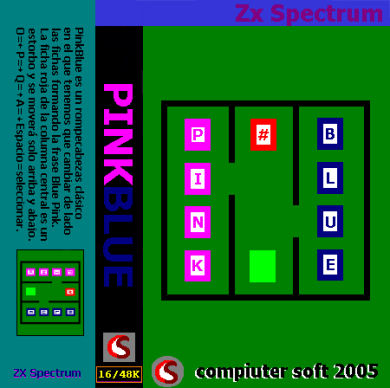 PinkBlue es un rompecabezas clásico
en el que tenemos que cambiar de lado
las fichas formando la frase Blue Pink.
La ficha roja de la columna central es un
estorbo y se moverá solo arriba y abajo.
O=← P=→ Q=↑ A=↓ Espacio=seleccionar.
ZX Spectrum
PINKBLUE
16/48K
Zx Spectrum
P # B
I L
N U
K E
compiuter soft 2005